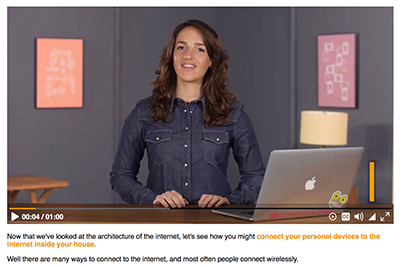 00:04 / 01:00
CC
Now that we've looked at the architecture of the internet, let's see how you might connect your personal devices to the
internet inside your house.
Well there are many ways to connect to the internet, and most often people connect wirelessly.